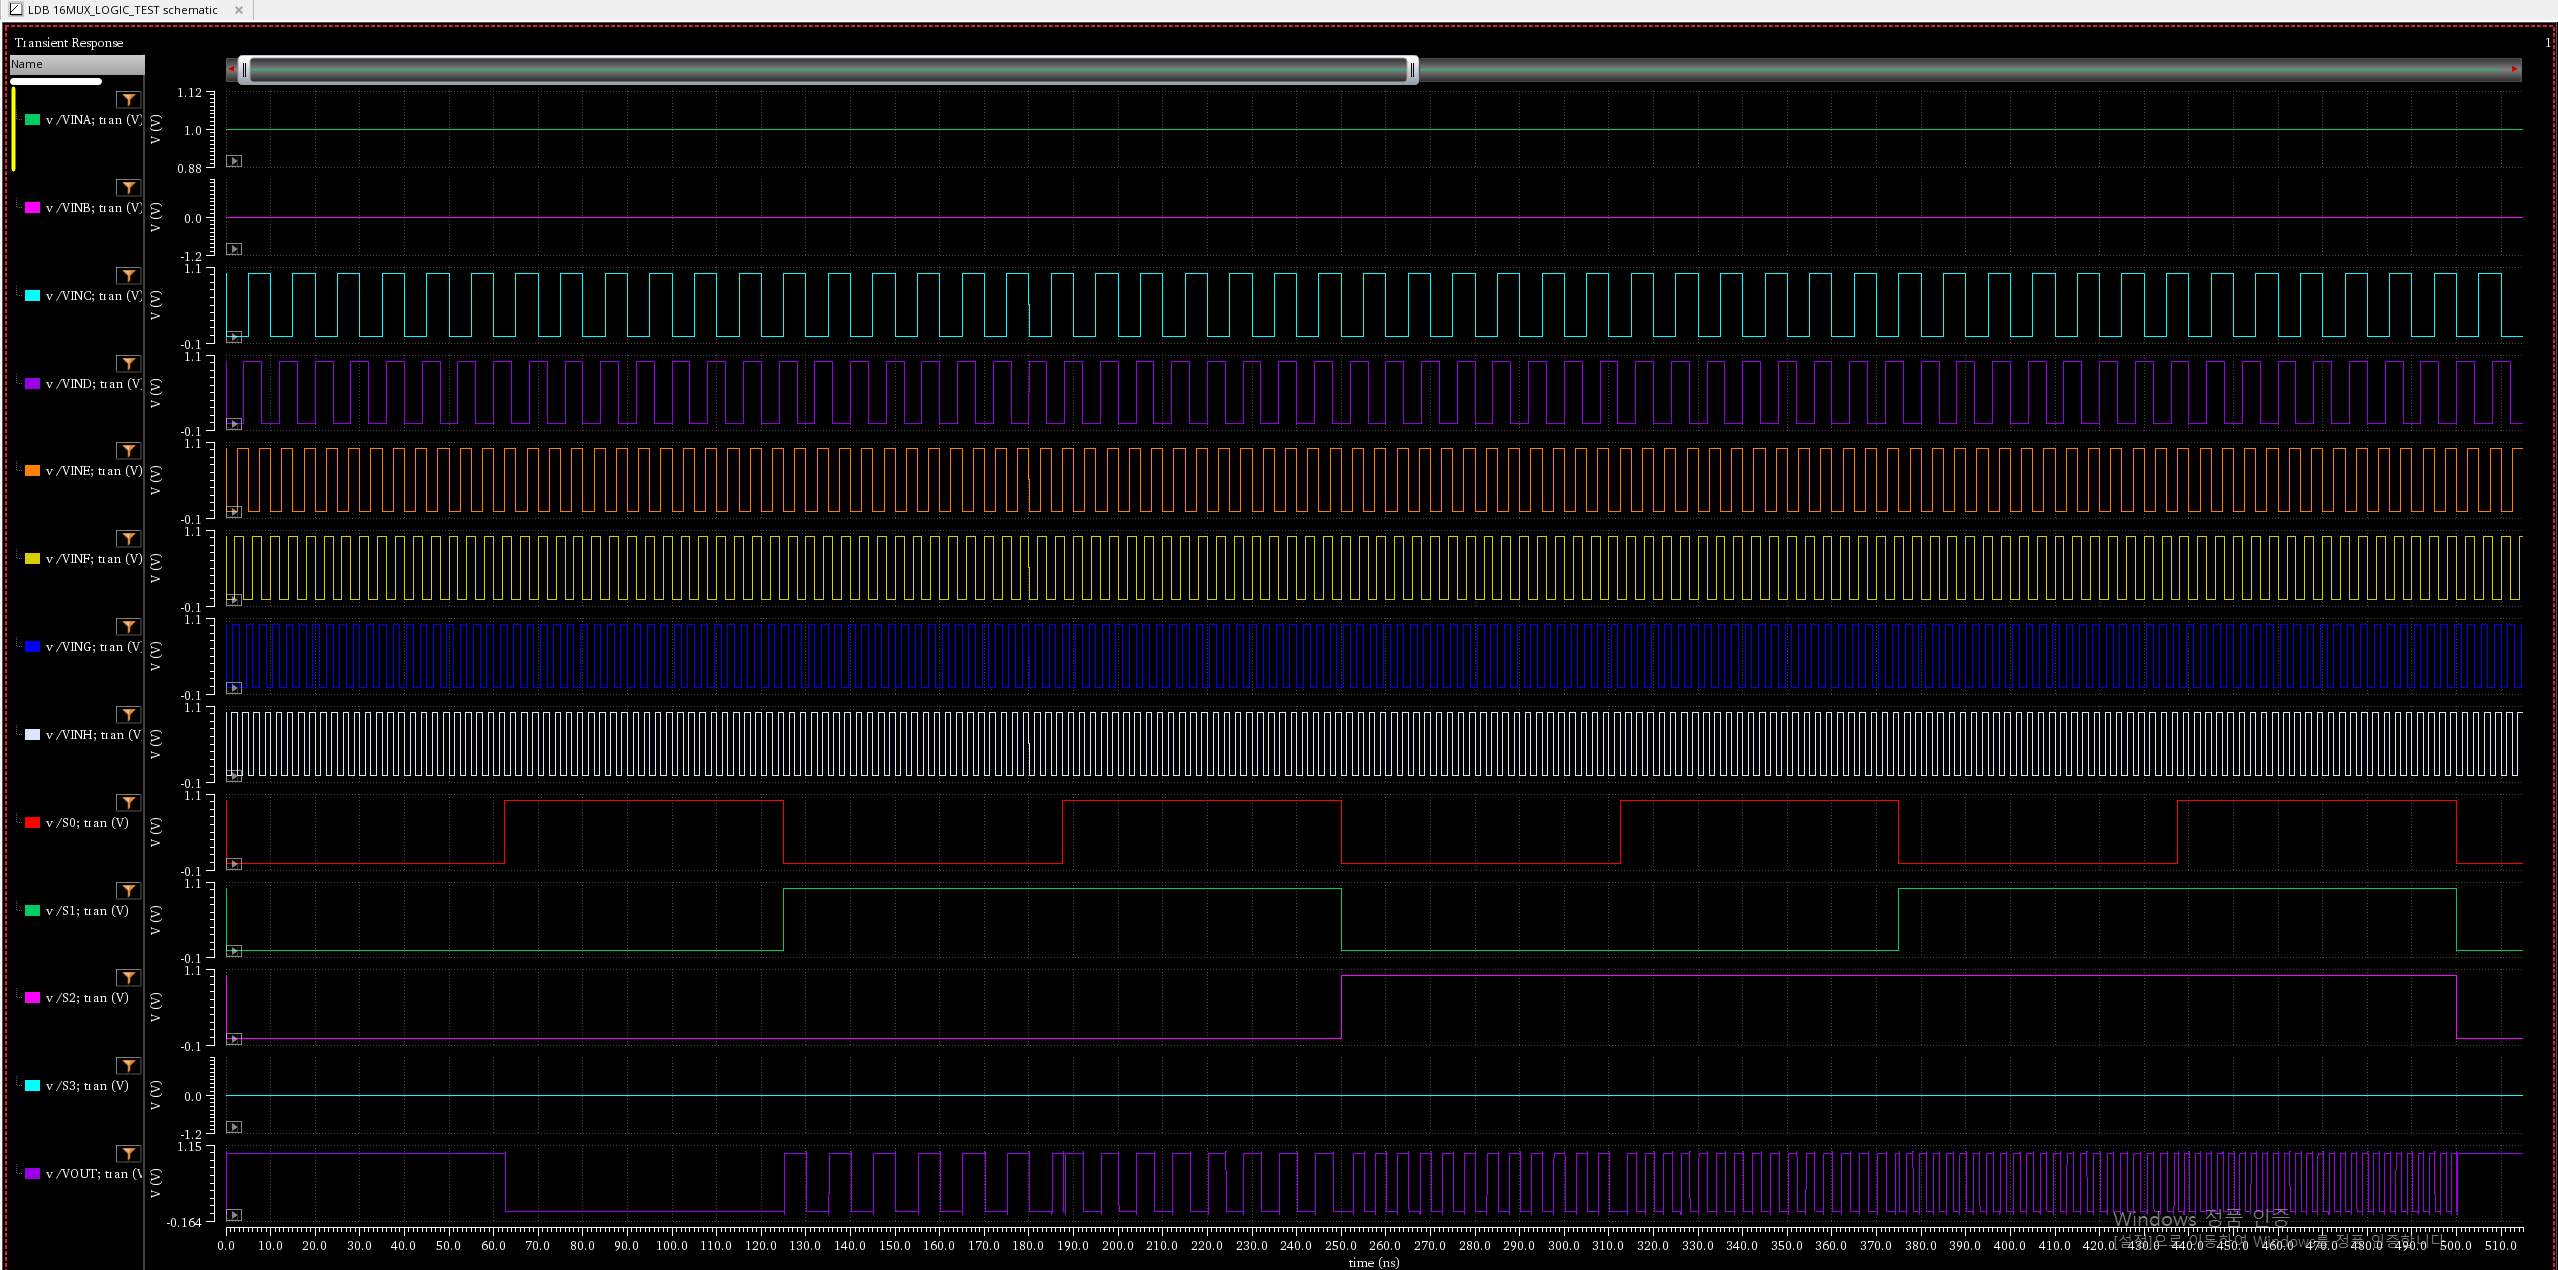 LDB 16MUX_LOGIC_TEST schematic
Transient Response
1
Name
v /VINA; tran (V)
V (V)
1.12
1.0
0.88
v /VINB; tran (V)
V (V)
0.0
-1.2
v /VINC; tran (V)
V (V)
1.1
-0.1
v /VIND; tran (V)
V (V)
1.1
-0.1
v /VINE; tran (V)
V (V)
1.1
-0.1
v /VINF; tran (V)
V (V)
1.1
-0.1
v /VING; tran (V)
V (V)
1.1
-0.1
v /VINH; tran (V
V (V)
1.1
-0.1
v /S0; tran (V)
V (V)
1.1
-0.1
v /S1; tran (V)
V (V)
1.1
-0.1
v /S2; tran (V)
V (V)
1.1
-0.1
v /S3; tran (V)
V (V)
0.0
-1.2
v /VOUT; tran (V
V (V)
1.15
-0.164
0.0 10.0 20.0 30.0 40.0 50.0 60.0 70.0 80.0 90.0 100.0 110.0 120.0 130.0 140.0 150.0 160.0 170.0 180.0 190.0 200.0 210.0 220.0 230.0 240.0 250.0 260.0 270.0 280.0 290.0 300.0 310.0 320.0 330.0 340.0 350.0 360.0 370.0 380.0 390.0 400.0 410.0 420.0 430.0 440.0 450.0 460.0 470.0 480.0 490.0 500.0 510.0
time (ns)
Windows 정품 인증
[설정]으로 이동하여 Windows를 정품 인증합니다.